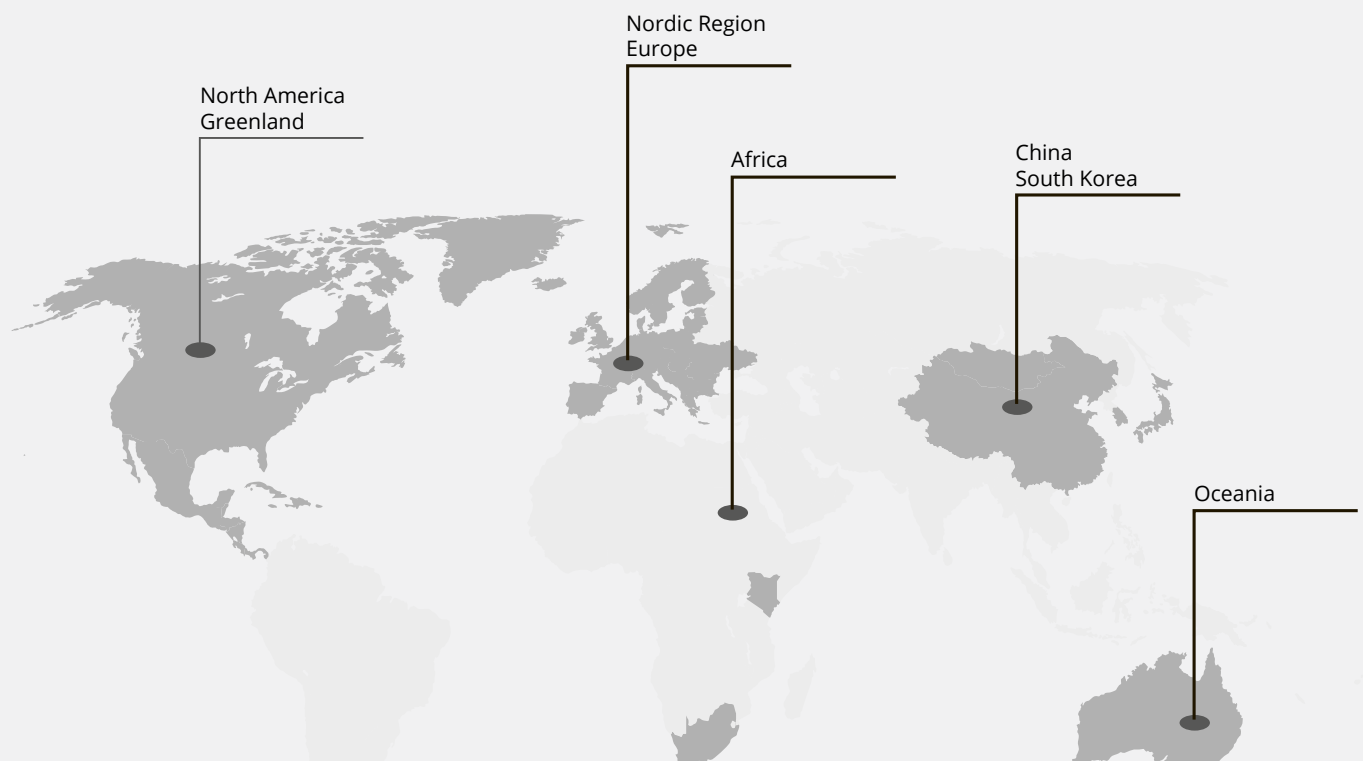 Nordic Region
Europe
North America
Greenland
Africa
China
South Korea
Oceania